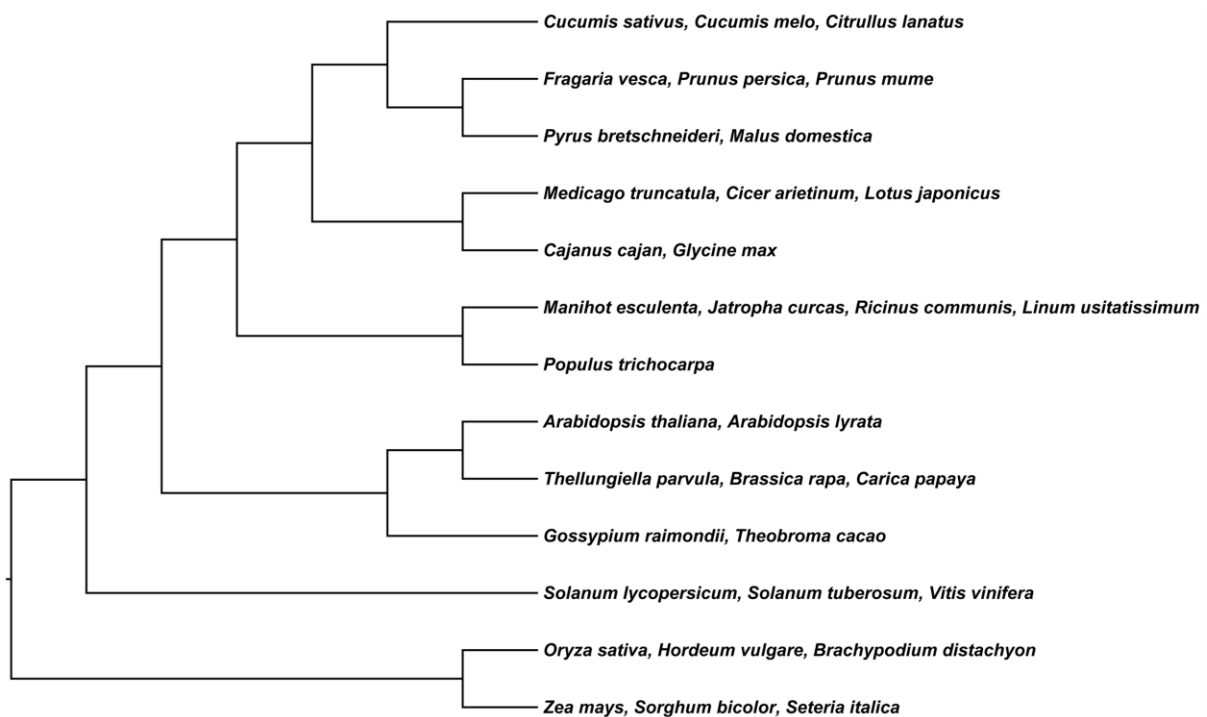 Cucumis sativus, Cucumis melo, Citrullus lanatus
Fragaria vesca, Prunus persica, Prunus mume
Pyrus bretschneideri, Malus domestica
Medicago truncatula, Cicer arietinum, Lotus japonicus
Cajanus cajan, Glycine max
Manihot esculenta, Jatropha curcas, Ricinus communis, Linum usitatissimum
Populus trichocarpa
Arabidopsis thaliana, Arabidopsis lyrata
Thellungiella parvula, Brassica rapa, Carica papaya
Gossypium raimondii, Theobroma cacao
Solanum lycopersicum, Solanum tuberosum, Vitis vinifera
Oryza sativa, Hordeum vulgare, Brachypodium distachyon
Zea mays, Sorghum bicolor, Seteria italica